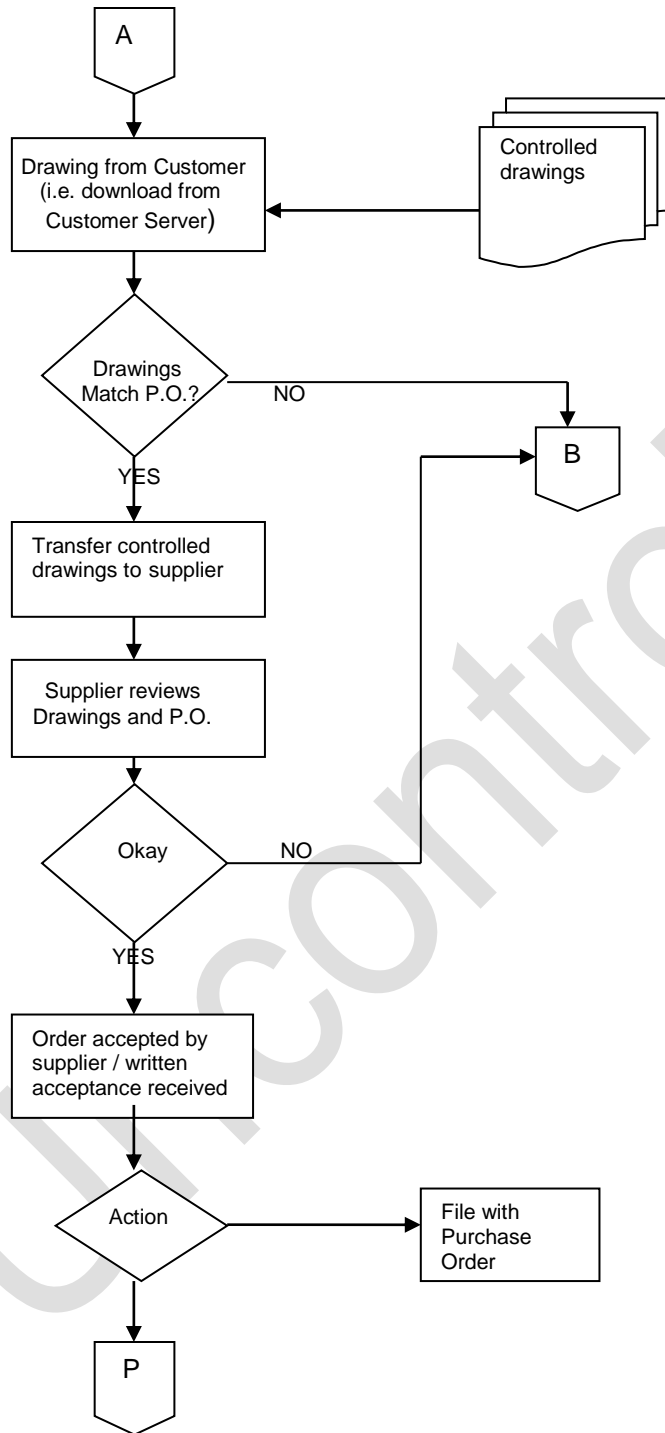 A
Drawing from Customer
(i.e. download from
Customer Server)
Controlled
drawings
Drawings
Match P.O.?
NO
B
YES
Transfer controlled
drawings to supplier
Supplier reviews
Drawings and P.O.
Okay
NO
YES
Order accepted by
supplier / written
acceptance received
Action
File with
Purchase
Order
P
Uncontro